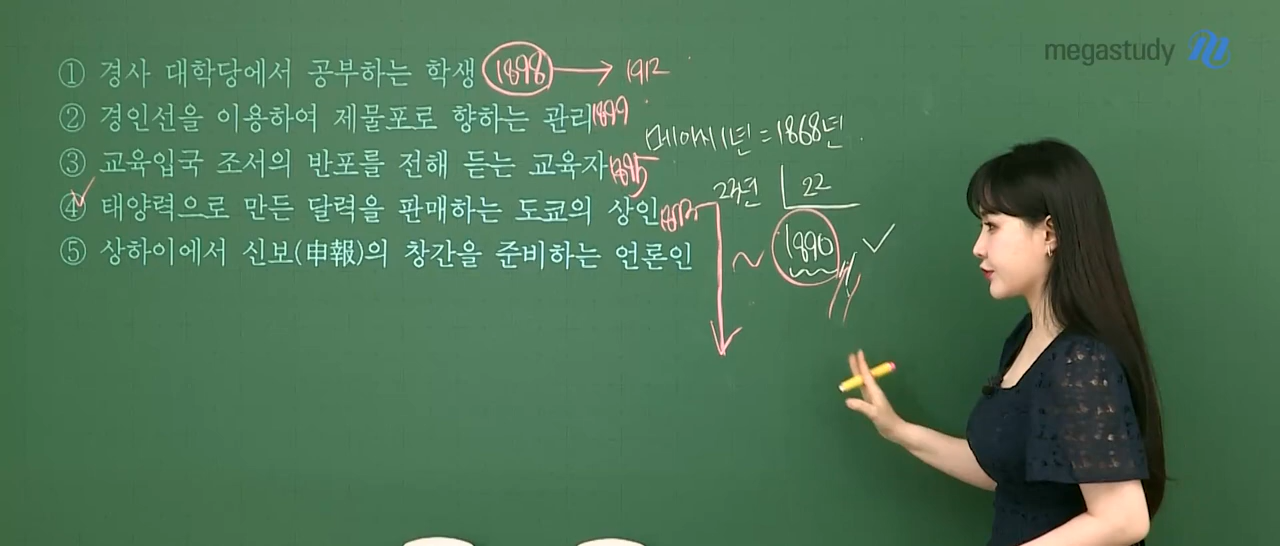 megastudy
① 경사 대학당에서 공부하는 학생 1898 → 1912
② 경인선을 이용하여 제물포로 향하는 관리 1899
③ 교육입국 조서의 반포를 전해 듣는 교육자 1895
④ 태양력으로 만든 달력을 판매하는 도쿄의 상인
⑤ 상하이에서 신보(申報)의 창간을 준비하는 언론인
메이지 1년 = 1868년
23년 22
~ 1890